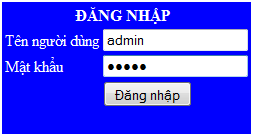 ĐĂNG NHẬP
Tên người dùng admin
Mật khẩu •••••
Đăng nhập